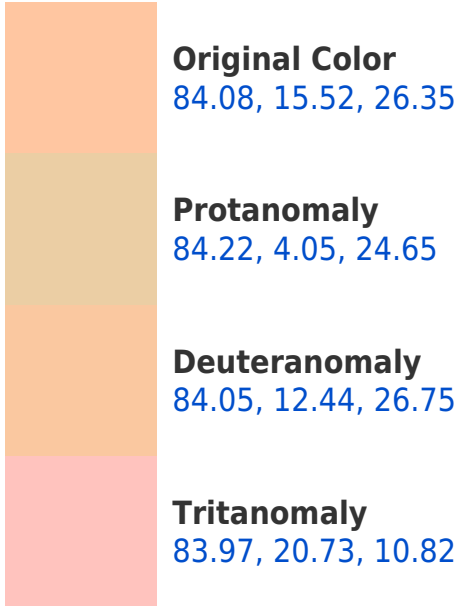 Original Color
84.08, 15.52, 26.35
Protanomaly
84.22, 4.05, 24.65
Deuteranomaly
84.05, 12.44, 26.75
Tritanomaly
83.97, 20.73, 10.82